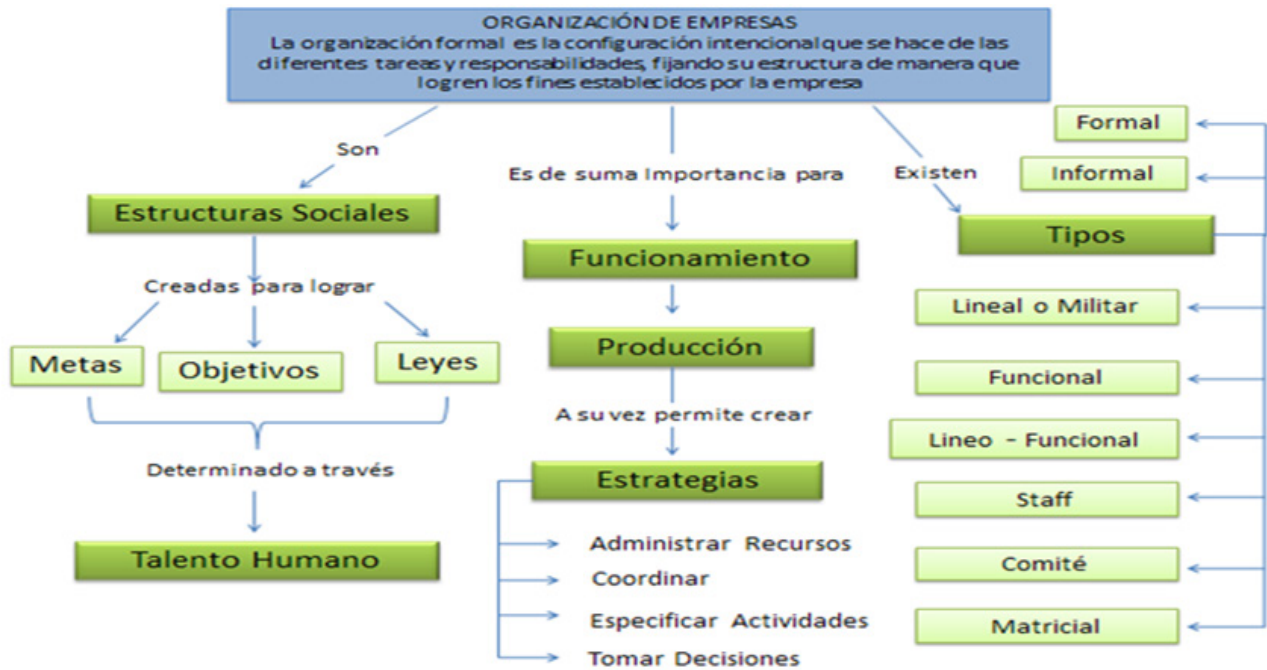 ORGANIZACIÓN DE EMPRESAS
La organización formal es la configuración intencional que se hace de las
diferentes tareas y responsabilidades, fijando su estructura de manera que
logren los fines establecidos por la empresa
Son
Estructuras Sociales
Creadas para lograr
Metas
Objetivos
Leyes
Determinado a través
Talento Humano
Es de suma Importancia para
Funcionamiento
Producción
A su vez permite crear
Estrategias
Administrar Recursos
Coordinar
Especificar Actividades
Tomar Decisiones
Existen
Tipos
Formal
Informal
Lineal o Militar
Funcional
Lineo - Funcional
Staff
Comité
Matricial